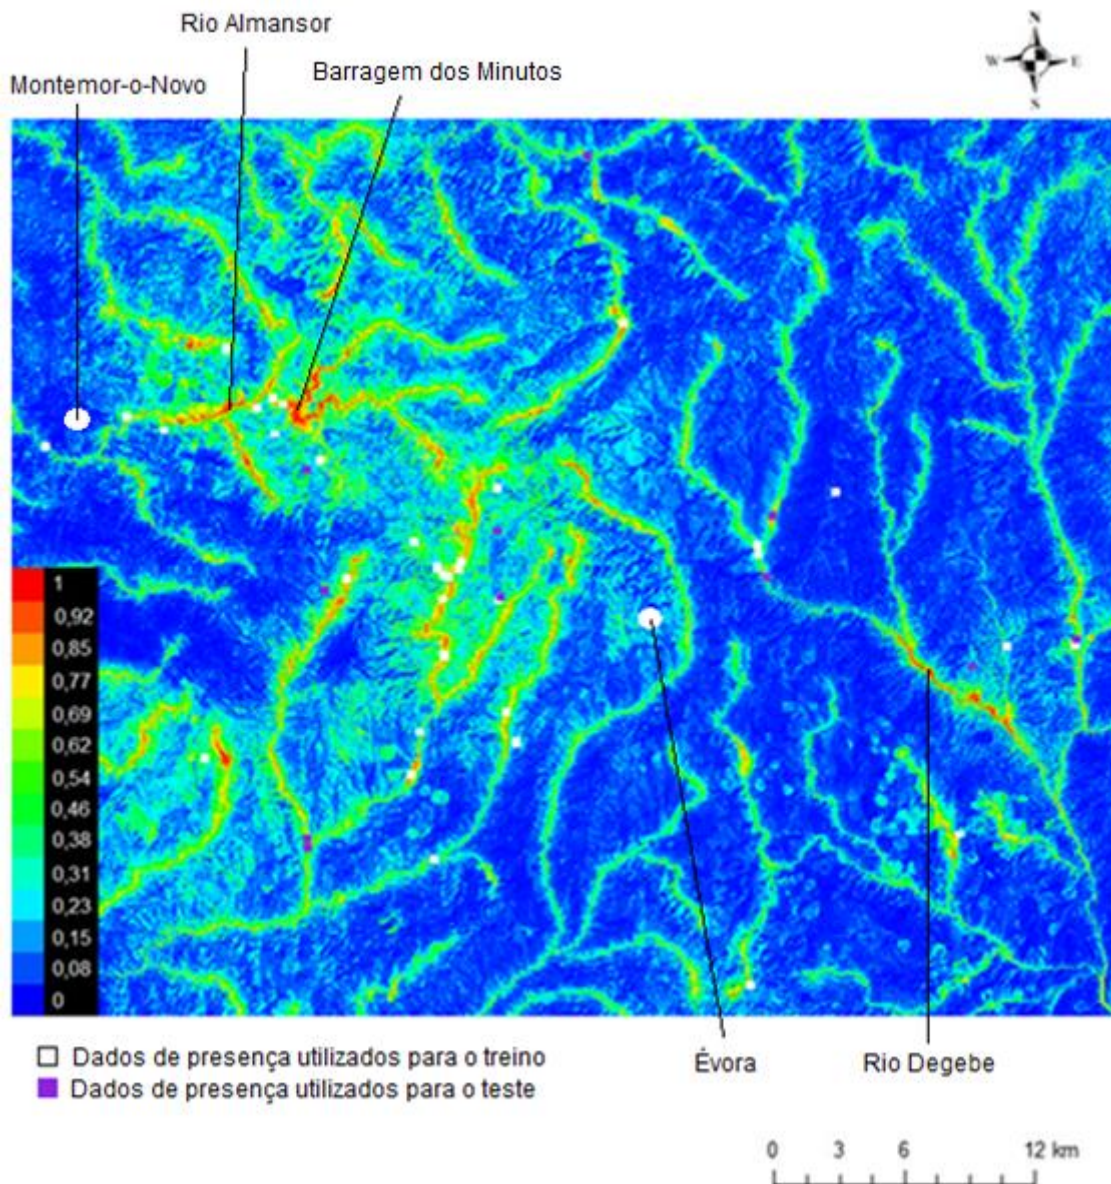 Rio Almansor
Barragem dos Minutos
Montemor-o-Novo
N
W E
S
1
0,92
0,85
0,77
0,69
0,62
0,54
0,46
0,38
0,31
0,23
0,15
0,08
0
Dados de presença utilizados para o treino
Dados de presença utilizados para o teste
Évora
Rio Degebe
0 3 6 12 km